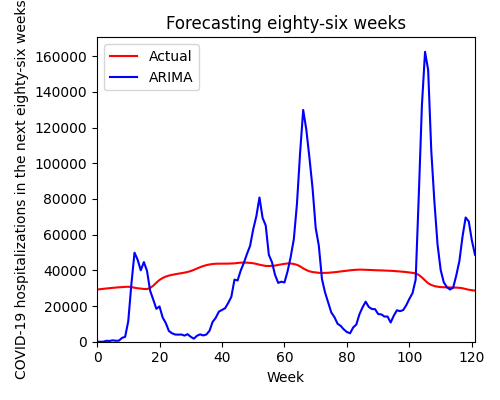 Forecasting eighty-six weeks
COVID-19 hospitalizations in the next eighty-six weeks
160000
140000
120000
100000
80000
60000
40000
20000
0
Actual
ARIMA
0 20 40 60 80 100 120
Week